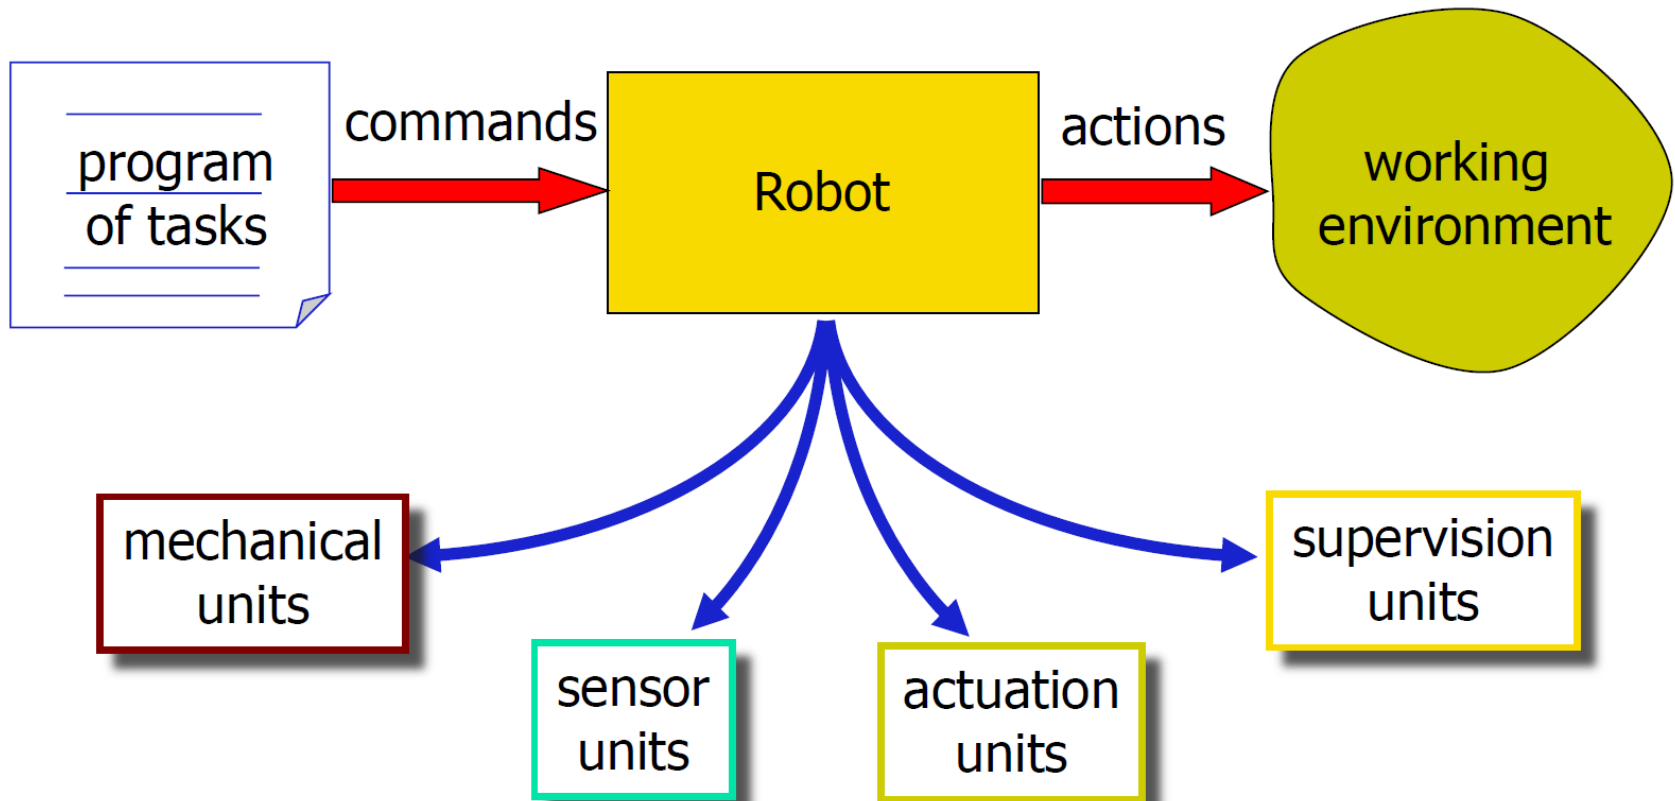 program
of tasks
commands
Robot
actions
working
environment
mechanical
units
sensor
units
actuation
units
supervision
units